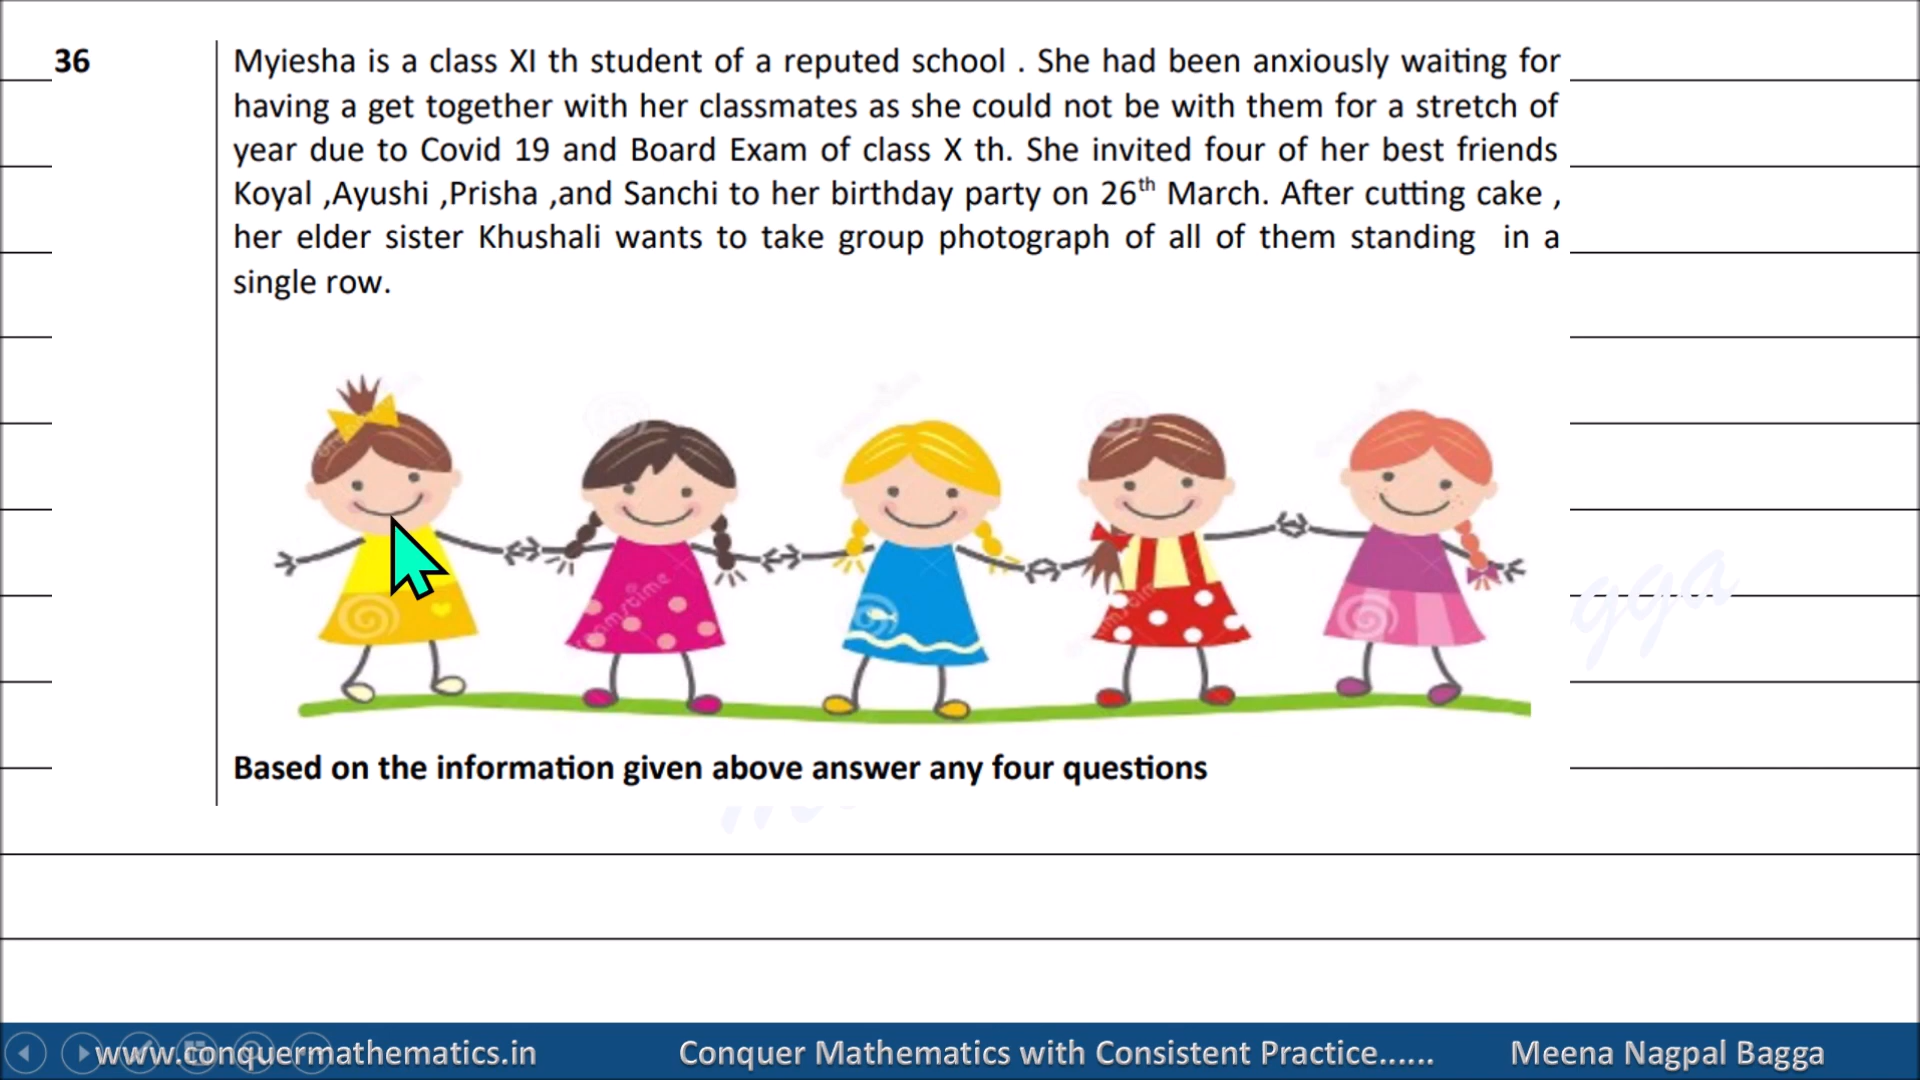 36
Myiesha is a class XI th student of a reputed school . She had been anxiously waiting for
having a get together with her classmates as she could not be with them for a stretch of
year due to Covid 19 and Board Exam of class X th. She invited four of her best friends
Koyal ,Ayushi ,Prisha ,and Sanchi to her birthday party on 26th March. After cutting cake ,
her elder sister Khushali wants to take group photograph of all of them standing in a
single row.
Based on the information given above answer any four questions
www.conquermathematics.in Conquer Mathematics with Consistent Practice...... Meena Nagpal Bagga